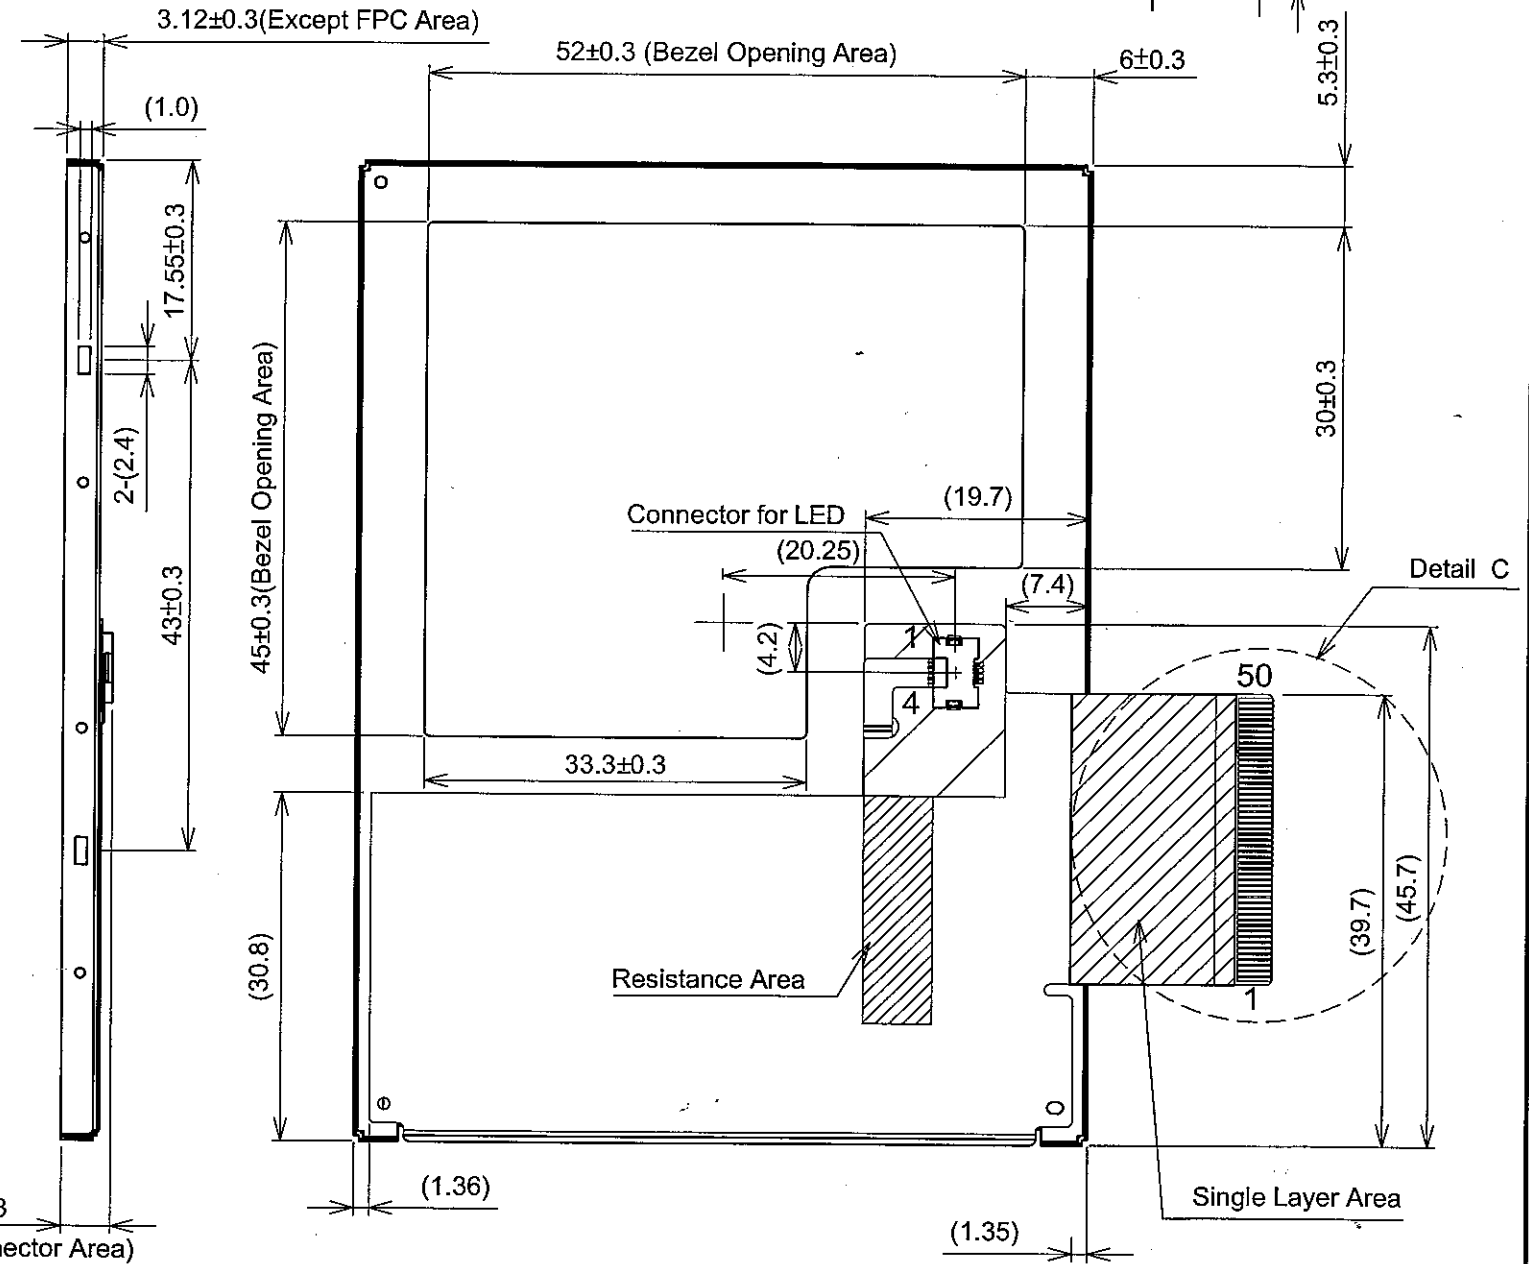 3.12±0.3(Except FPC Area)
52±0.3 (Bezel Opening Area)
6±0.3
5.3±0.3
(1.0)
17.55±0.3
2-(2.4)
43±0.3
45±0.3(Bezel Opening Area)
30±0.3
Connector for LED
(19.7)
(20.25)
(7.4)
Detail C
(4.2)
1
4
50
33.3±0.3
(30.8)
Resistance Area
(39.7)
(45.7)
1
(1.36)
Single Layer Area
(1.35)
3
nector Area)